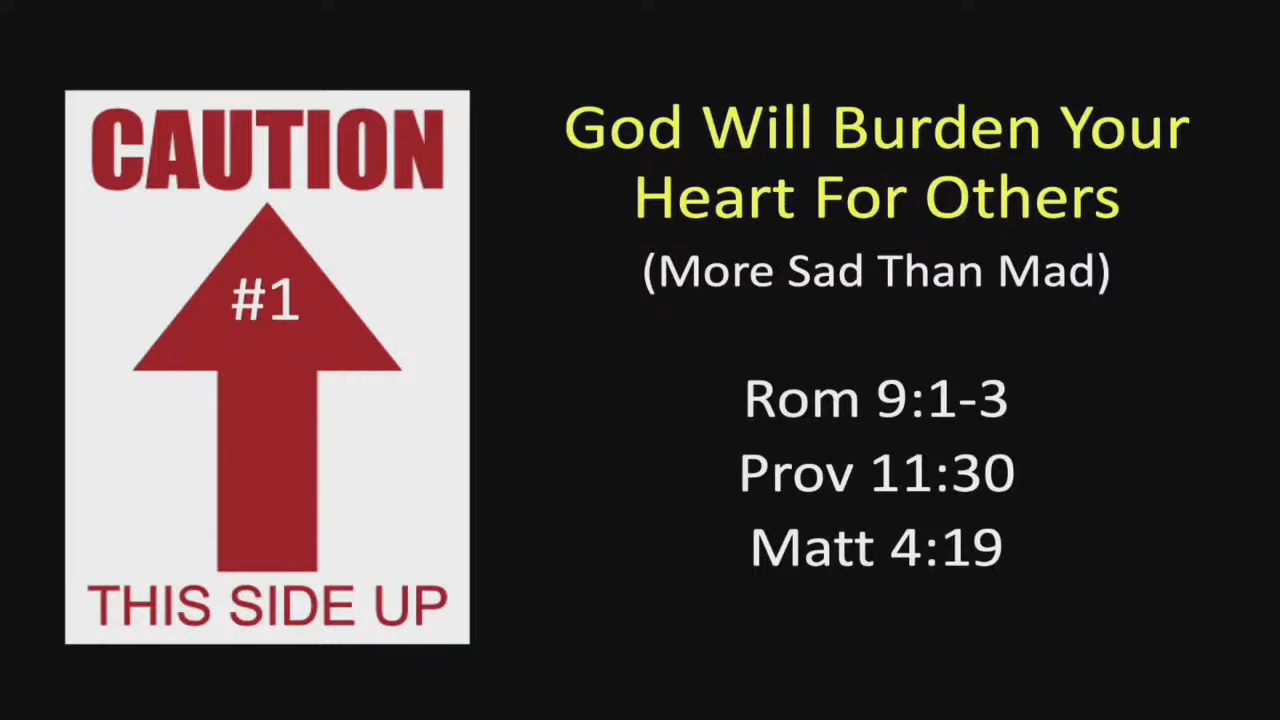 CAUTION
#1
THIS SIDE UP
God Will Burden Your
Heart For Others
(More Sad Than Mad)
Rom 9:1-3
Prov 11:30
Matt 4:19